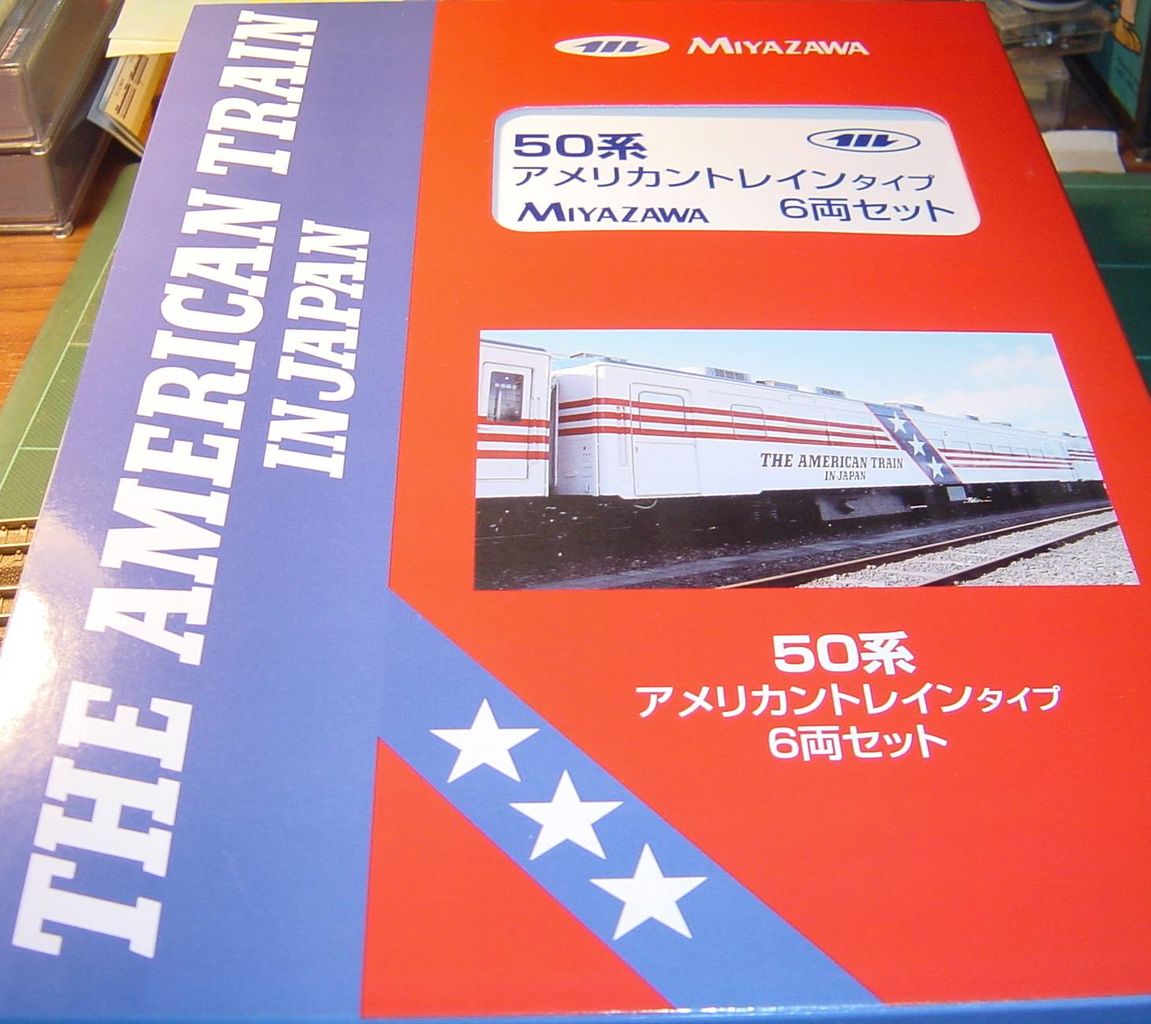 THE AMERICAN TRAIN
IN JAPAN
MIYAZAWA
50系
アメリカントレインタイプ
MIYAZAWA 6両セット
THE AMERICAN TRAIN
IN JAPAN
50系
アメリカントレインタイプ
6両セット